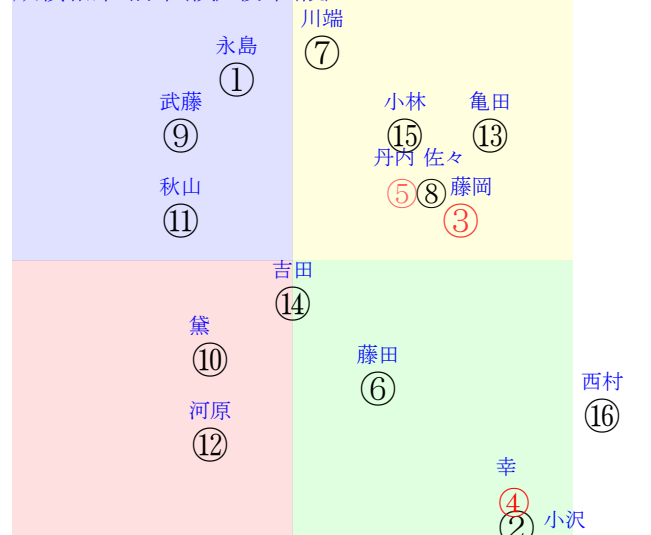 川端
⑦
永島
①
武藤
⑨
小林
⑮
亀田
⑬
丹内
⑤
佐々
⑧
藤岡
③
秋山
⑪
吉田
⑭
黛
⑩
藤田
⑥
西村
⑯
河原
⑫
幸
④
小沢
②